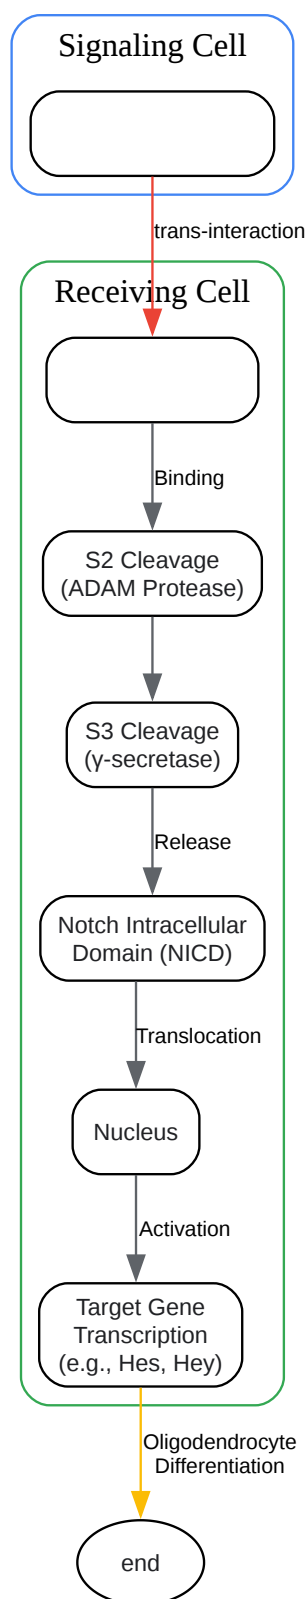 Signaling Cell
trans-interaction
Receiving Cell
Binding
S2 Cleavage
(ADAM Protease)
S3 Cleavage
(γ-secretase)
Release
Notch Intracellular
Domain (NICD)
Translocation
Nucleus
Activation
Target Gene
Transcription
(e.g., Hes, Hey)
Oligodendrocyte
Differentiation
end